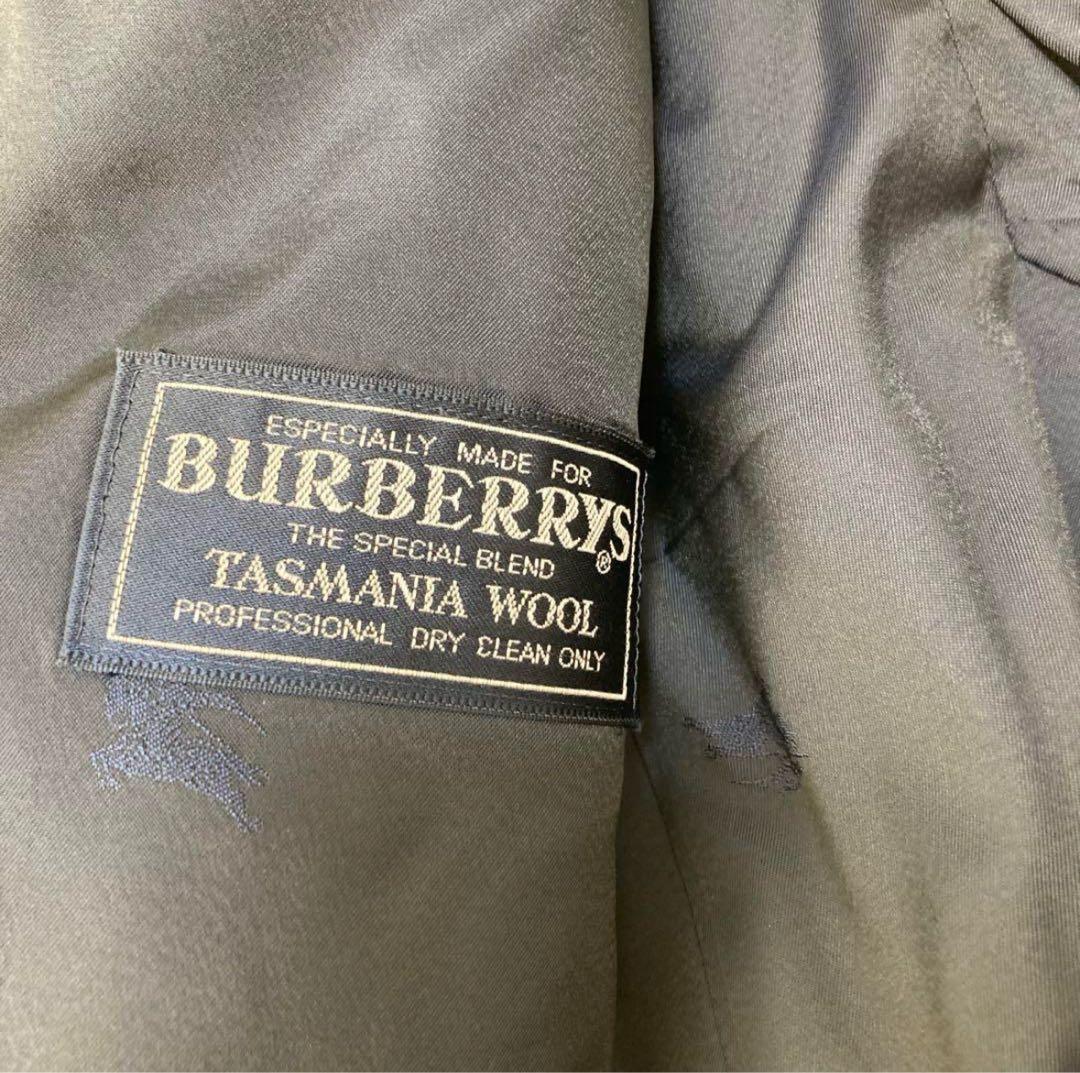 ESPECIALLY MADE FOR
BURBERRYS®
THE SPECIAL BLEND
TASMANIA WOOL
PROFESSIONAL DRY CLEAN ONLY